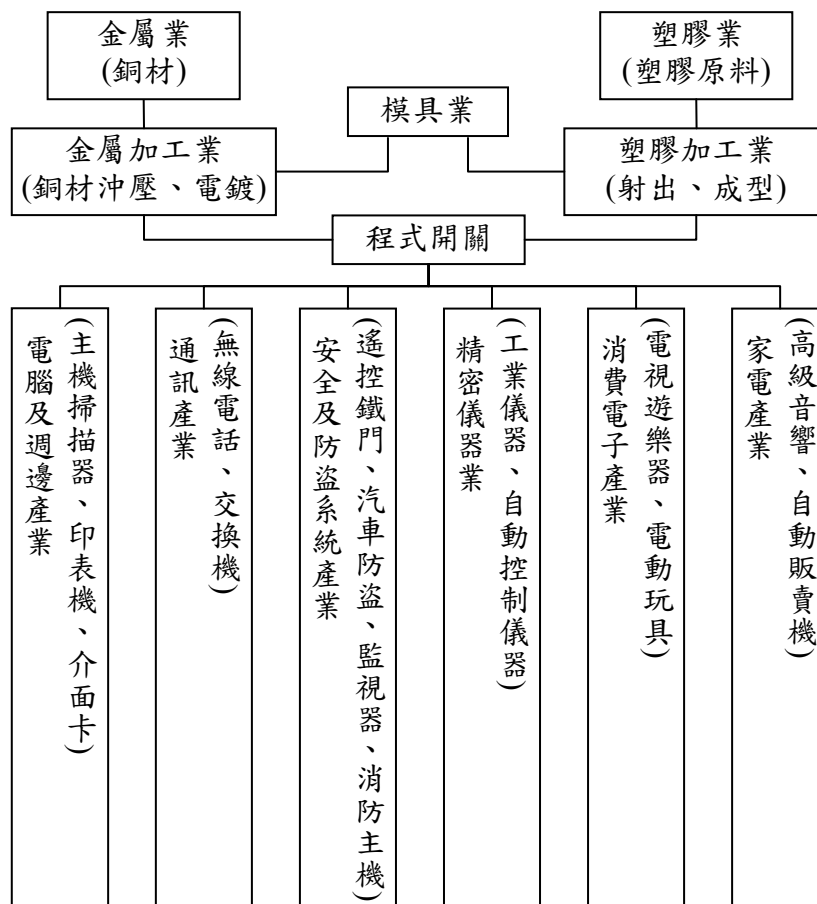 金屬業
(銅材)
塑膠業
(塑膠原料)
模具業
金屬加工業
(銅材沖壓、電鍍)
塑膠加工業
(射出、成型)
程式開關
電腦及週邊產業
(主機掃描器、印表機、介面卡)
通訊產業
(無線電話、交換機)
安全及防盜系統產業
(遙控鐵門、汽車防盜、監視器、消防主機)
精密儀器業
(工業儀器、自動控制儀器)
消費電子產業
(電視遊樂器、電動玩具)
家電產業
(高級音響、自動販賣機)